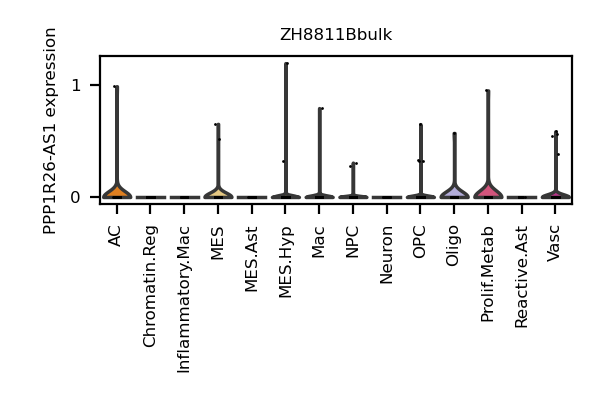 ZH8811Bbulk
PPP1R26-AS1 expression
1
0
AC
Chromatin.Reg
Inflammatory.Mac
MES
MES.Ast
MES.Hyp
Mac
NPC
Neuron
OPC
Oligo
Prolif.Metab
Reactive.Ast
Vasc